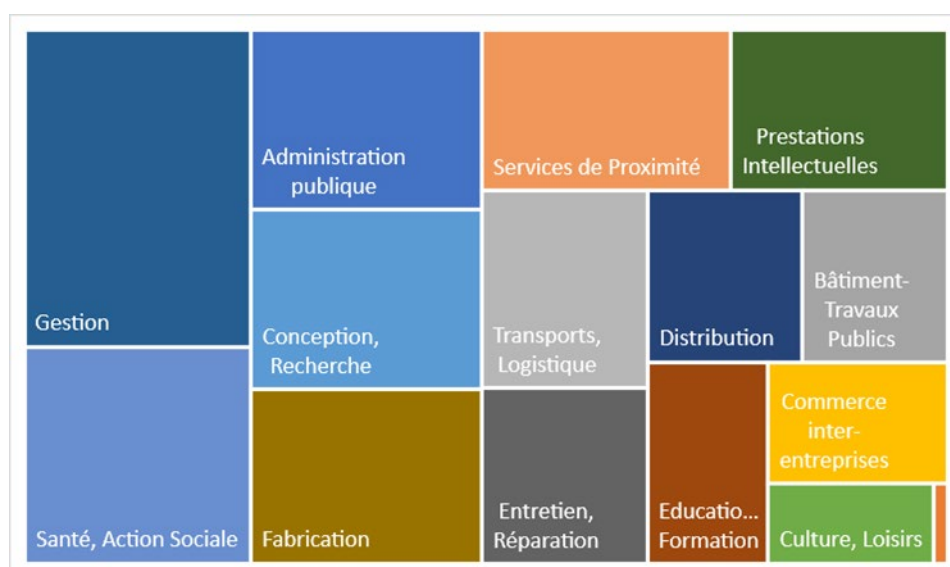 Gestion
Santé, Action Sociale
Administration
publique
Conception,
Recherche
Fabrication
Services de Proximité
Prestations
Intellectuelles
Transports,
Logistique
Distribution
Bâtiment-
Travaux
Publics
Entretien,
Réparation
Educatio...
Formation
Commerce
inter-
entreprises
Culture, Loisirs